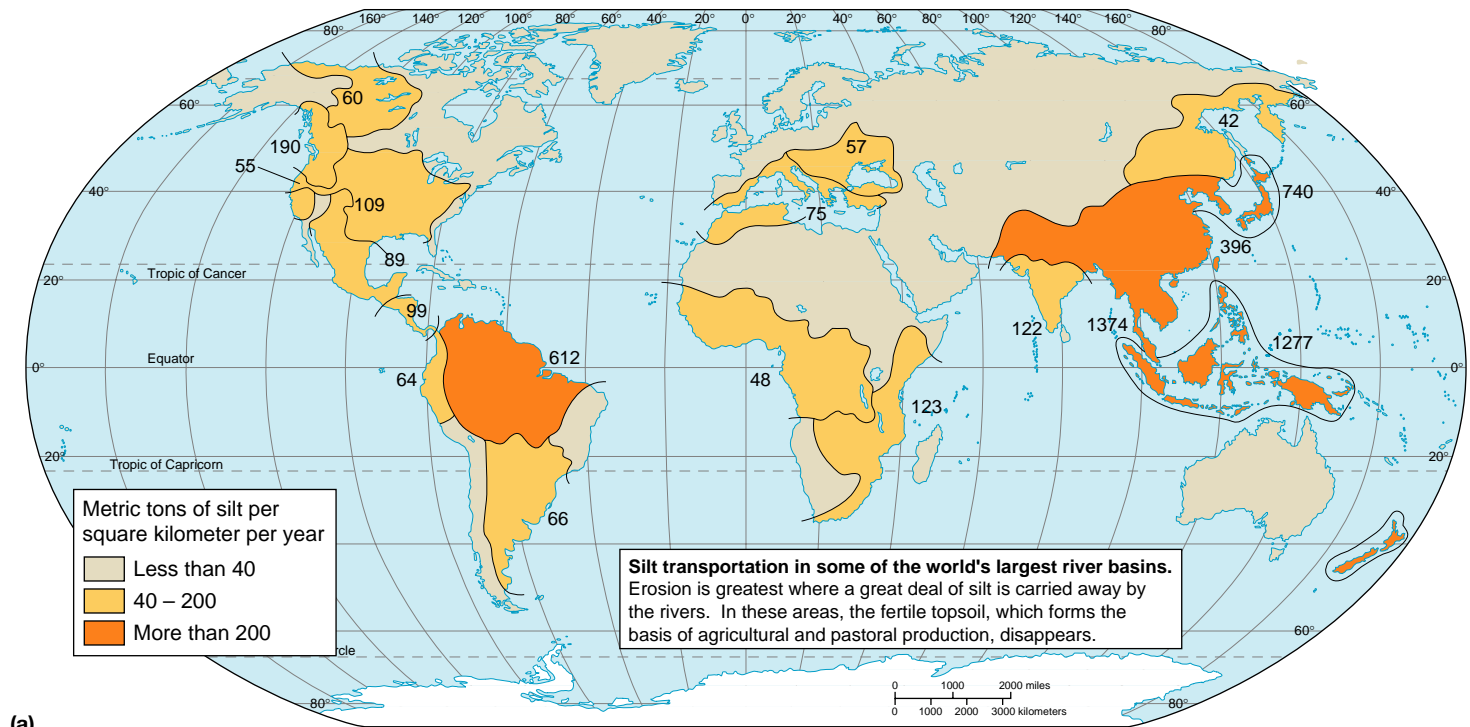 160° 140° 120° 100° 80° 60° 40° 20° 0° 20° 40° 60° 80° 100° 120° 140° 160°
80° 80°
60° 60°
60 42
190 57
55
40° 40°
109 740
75
89 396
Tropic of Cancer
20° 20°
99
122 1374 1277
Equator
612
0° 0°
64 48
123
20° 20°
Tropic of Capricorn
66
Metric tons of silt per
square kilometer per year
Less than 40
40 – 200
More than 200
Silt transportation in some of the world's largest river basins.
Erosion is greatest where a great deal of silt is carried away by
the rivers. In these areas, the fertile topsoil, which forms the
basis of agricultural and pastoral production, disappears.
60°
rcle
0 1000 2000 miles
0 1000 2000 3000 kilometers
80° 80°
(a)